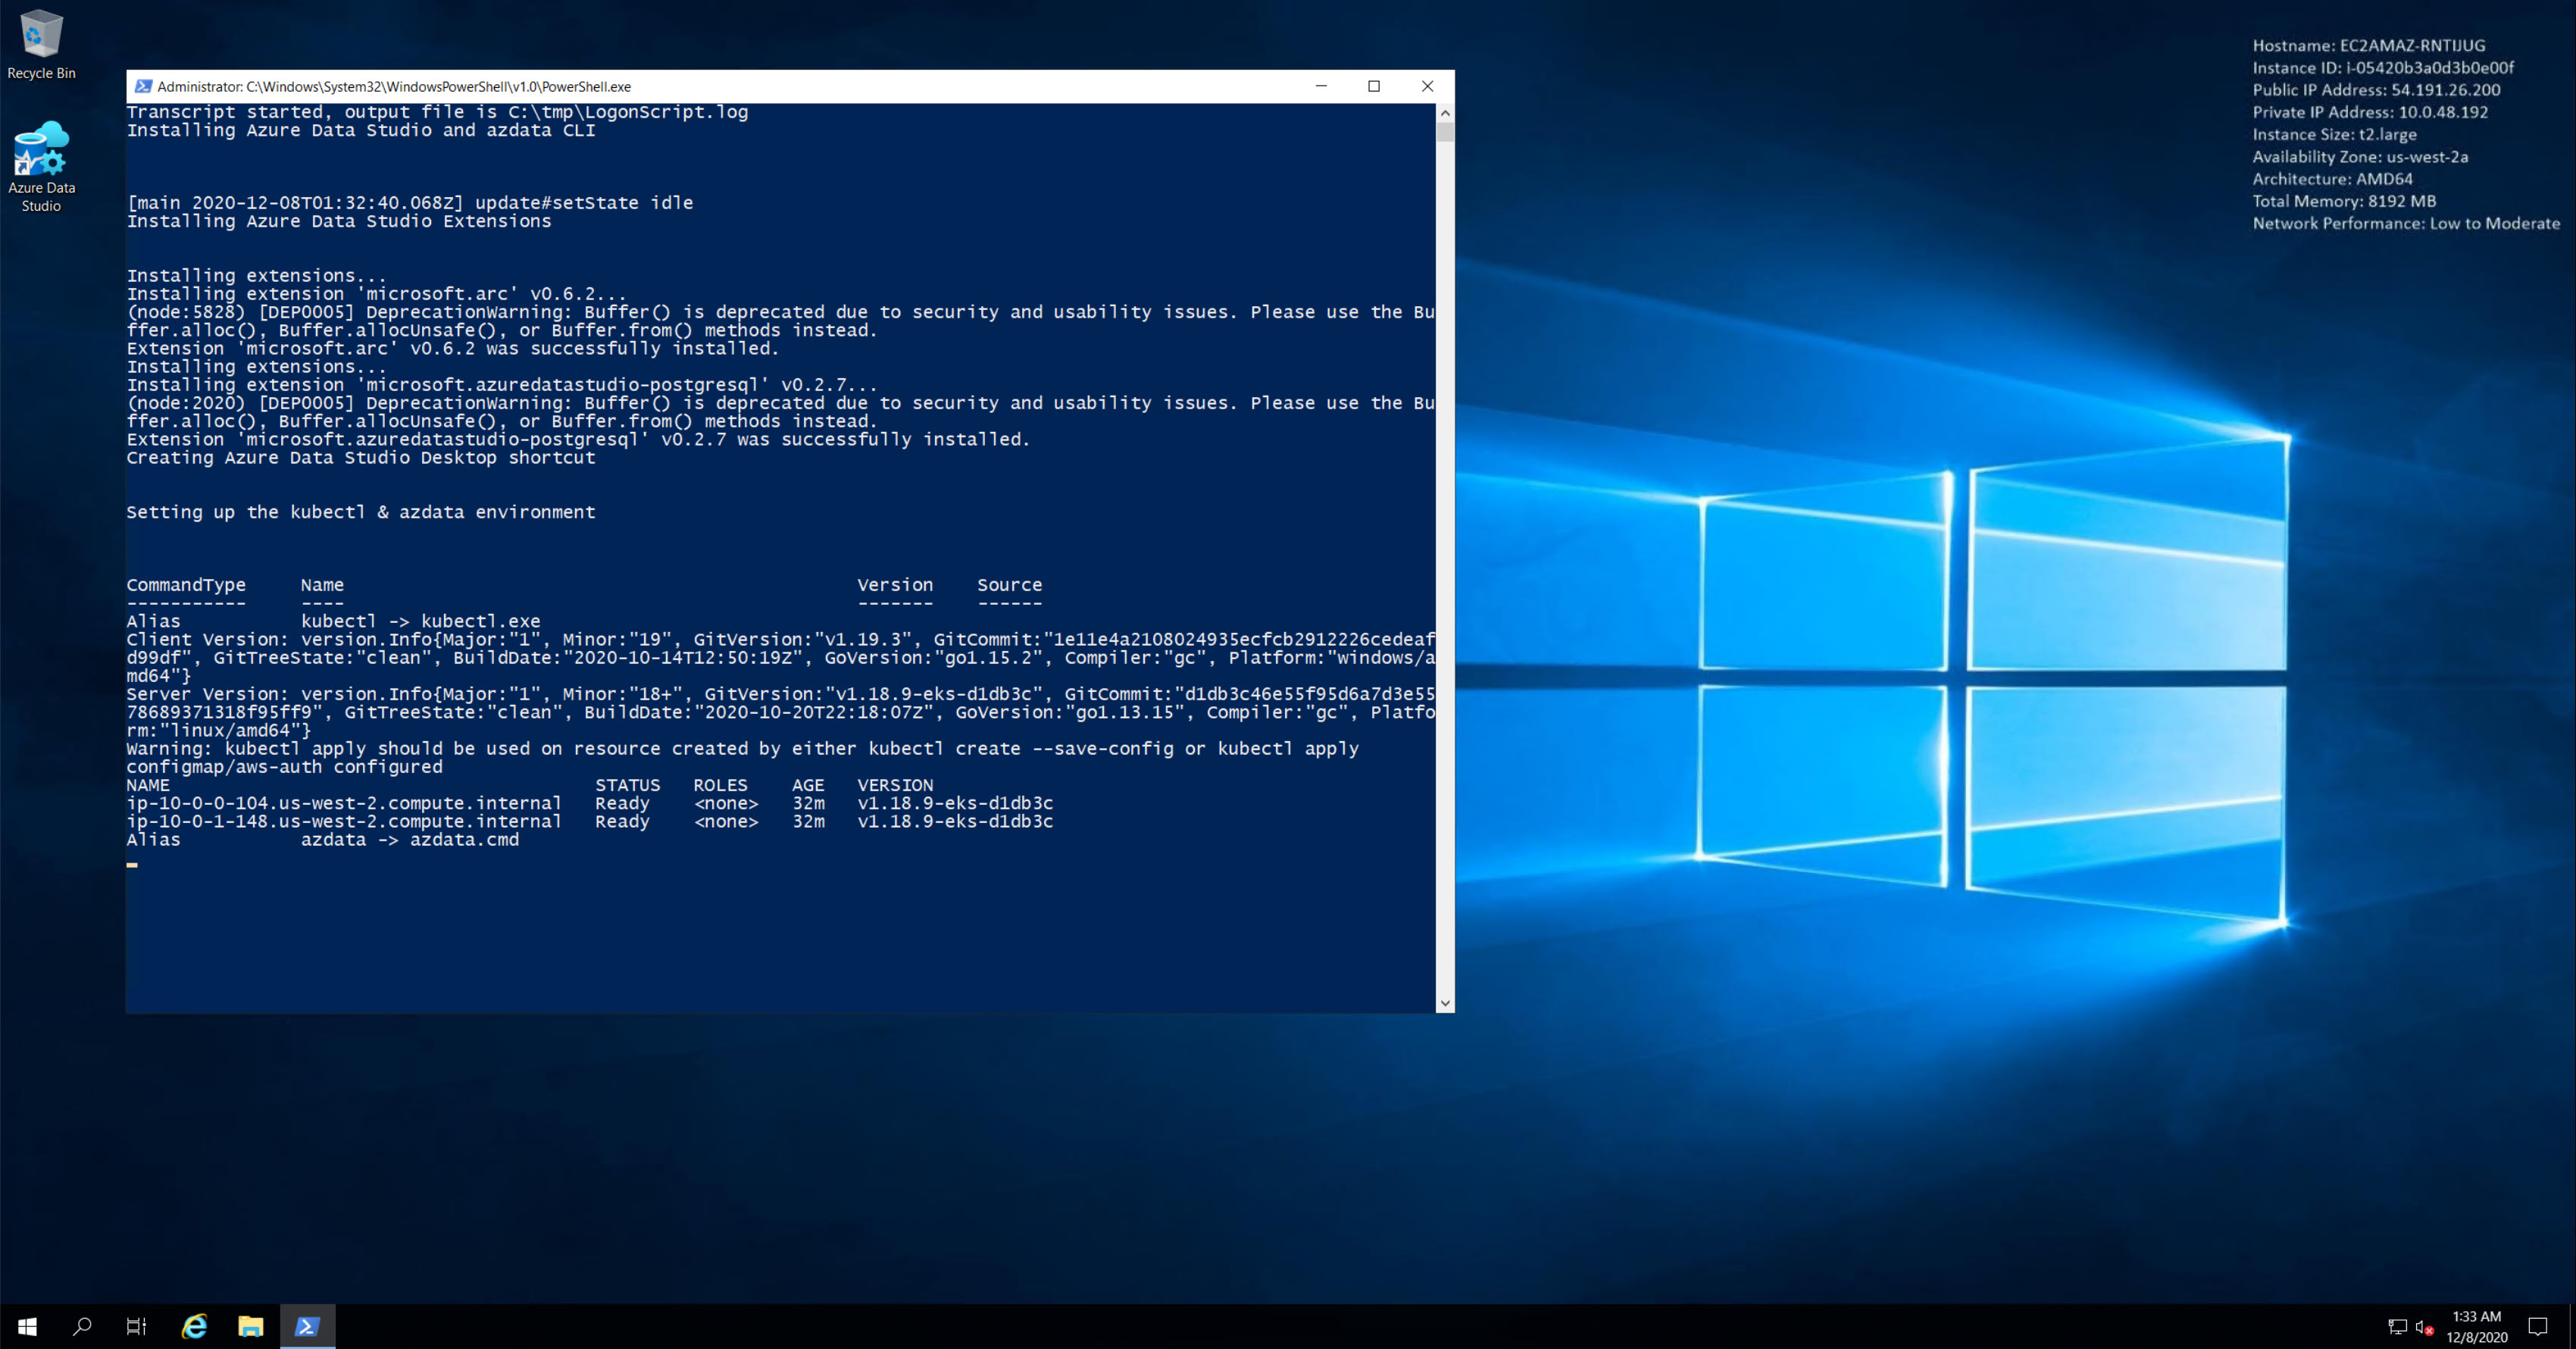 Recycle Bin
Azure Data
Studio
Administrator: C:\Windows\System32\WindowsPowerShell\v1.0\PowerShell.exe
Transcript started, output file is C:\tmp\LogonScript.log
Installing Azure Data Studio and azdata CLI
[main 2020-12-08T01:32:40.068Z] update#setState idle
Installing Azure Data Studio Extensions
Installing extensions...
Installing extension 'microsoft.arc' v0.6.2...
(node:5828) [DEP0005] DeprecationWarning: Buffer() is deprecated due to security and usability issues. Please use the Bu
ffer.alloc(), Buffer.allocUnsafe(), or Buffer.from() methods instead.
Extension 'microsoft.arc' v0.6.2 was successfully installed.
Installing extensions...
Installing extension 'microsoft.azuredatastudio-postgresql' v0.2.7...
(node:2020) [DEP0005] DeprecationWarning: Buffer() is deprecated due to security and usability issues. Please use the Bu
ffer.alloc(), Buffer.allocUnsafe(), or Buffer.from() methods instead.
Extension 'microsoft.azuredatastudio-postgresql' v0.2.7 was successfully installed.
Creating Azure Data Studio Desktop shortcut
Setting up the kubectl & azdata environment
CommandType     Name                                               Version    Source
-----------     ----                                               -------    ------
Alias           kubectl -> kubectl.exe
Client Version: version.Info{Major:"1", Minor:"19", GitVersion:"v1.19.3", GitCommit:"1e11e4a2108024935ecfcb2912226cedeaf
d99df", GitTreeState:"clean", BuildDate:"2020-10-14T12:50:19Z", GoVersion:"go1.15.2", Compiler:"gc", Platform:"windows/a
md64"}
Server Version: version.Info{Major:"1", Minor:"18+", GitVersion:"v1.18.9-eks-d1db3c", GitCommit:"d1db3c46e55f95d6a7d3e55
78689371318f95ff9", GitTreeState:"clean", BuildDate:"2020-10-20T22:18:07Z", GoVersion:"go1.13.15", Compiler:"gc", Platfo
rm:"linux/amd64"}
Warning: kubectl apply should be used on resource created by either kubectl create --save-config or kubectl apply
configmap/aws-auth configured
NAME                                       STATUS   ROLES    AGE   VERSION
ip-10-0-0-104.us-west-2.compute.internal   Ready    <none>   32m   v1.18.9-eks-d1db3c
ip-10-0-1-148.us-west-2.compute.internal   Ready    <none>   32m   v1.18.9-eks-d1db3c
Alias           azdata -> azdata.cmd
Hostname: EC2AMAZ-RNTIJUG
Instance ID: i-05420b3a0d3b0e00f
Public IP Address: 54.191.26.200
Private IP Address: 10.0.48.192
Instance Size: t2.large
Availability Zone: us-west-2a
Architecture: AMD64
Total Memory: 8192 MB
Network Performance: Low to Moderate
1:33 AM
12/8/2020